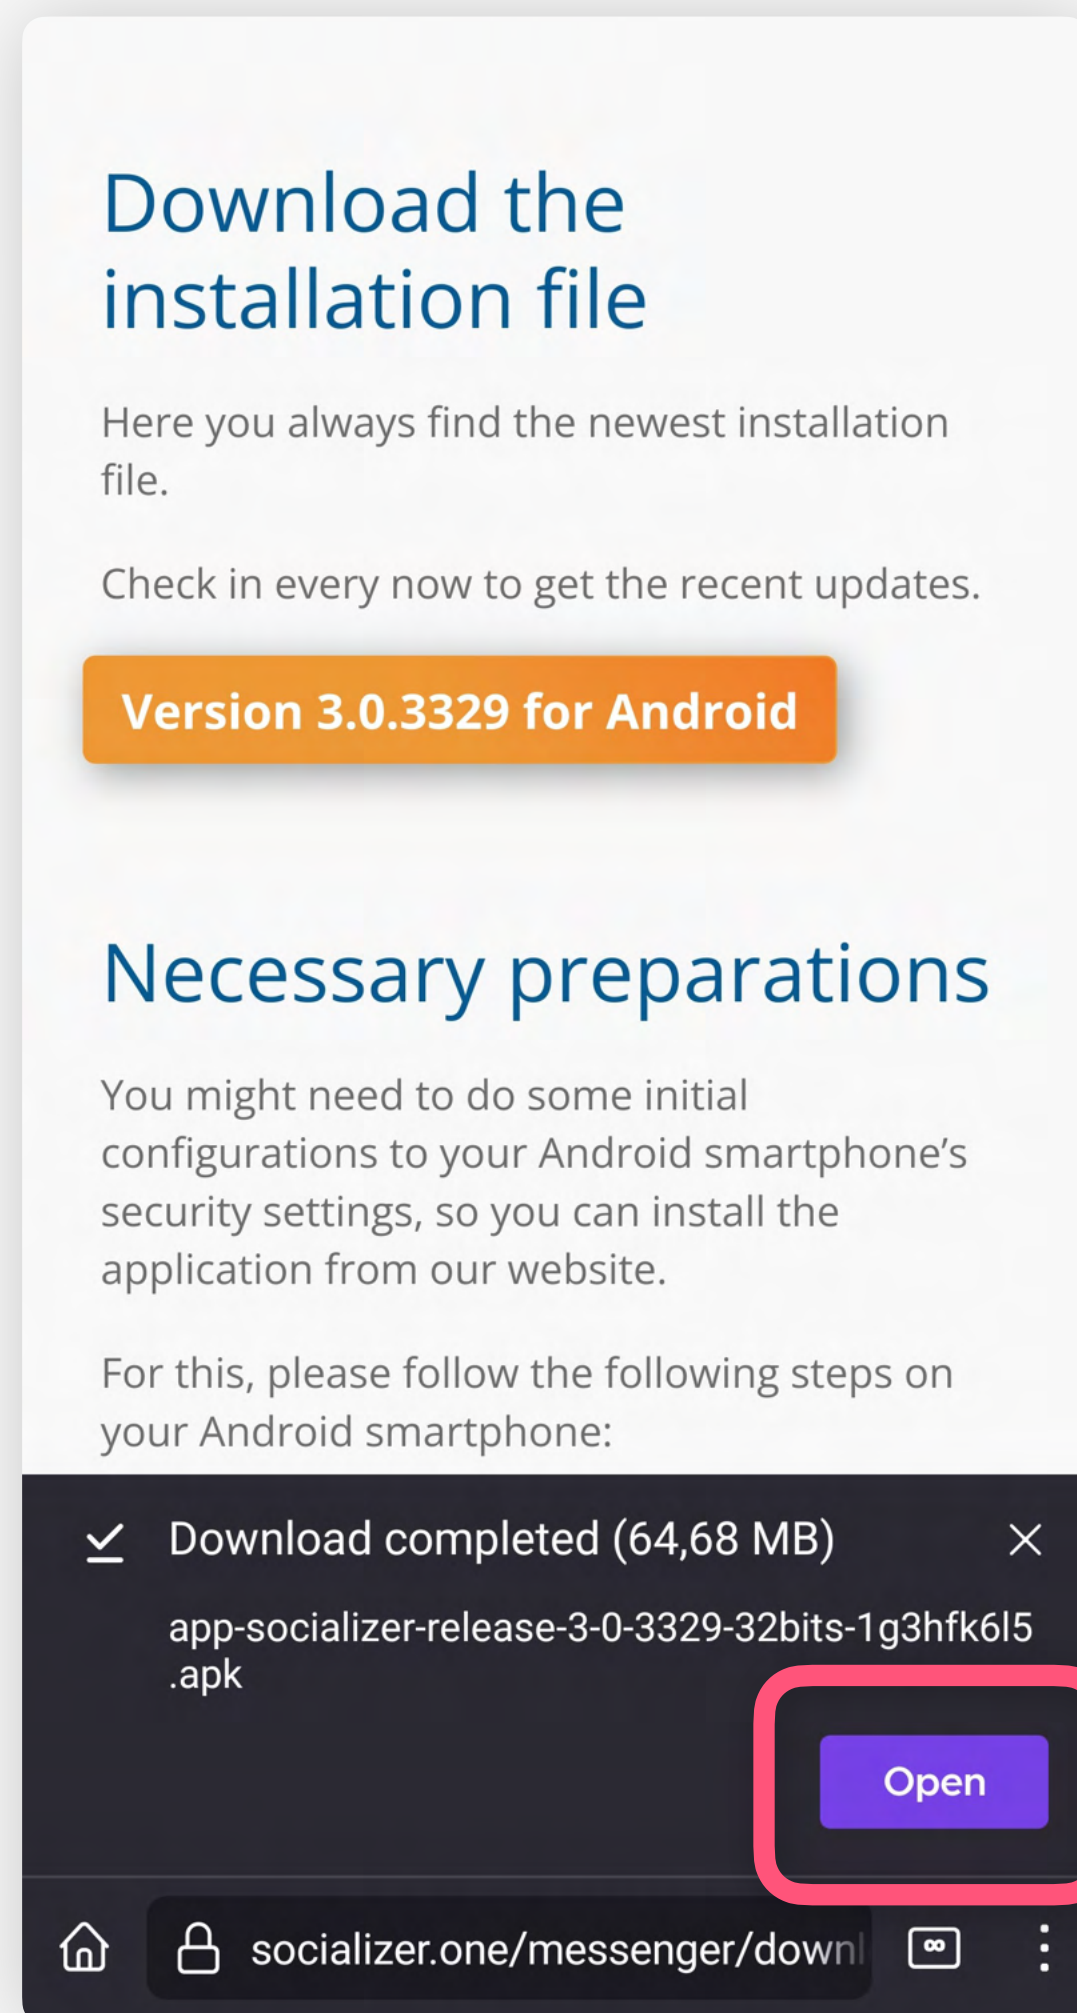 Download the
installation file
Here you always find the newest installation
file.
Check in every now to get the recent updates.
Version 3.0.3329 for Android
Necessary preparations
You might need to do some initial
configurations to your Android smartphone’s
security settings, so you can install the
application from our website.
For this, please follow the following steps on
your Android smartphone:
Download completed (64,68 MB)
app-socializer-release-3-0-3329-32bits-1g3hfk6l5
.apk
Open
socializer.one/messenger/downl